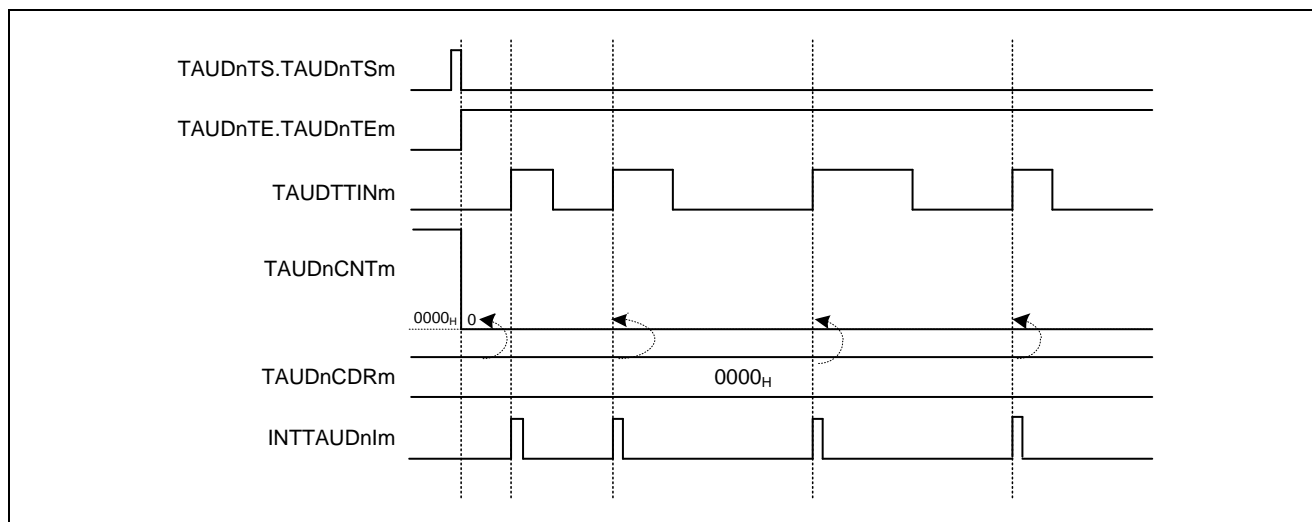 TAUDnTS.TAUDnTSm
TAUDnTE.TAUDnTEm
TAUDTTINm
TAUDnCNTm
0000H 0
TAUDnCDRm
0000H
INTTAUDnIm